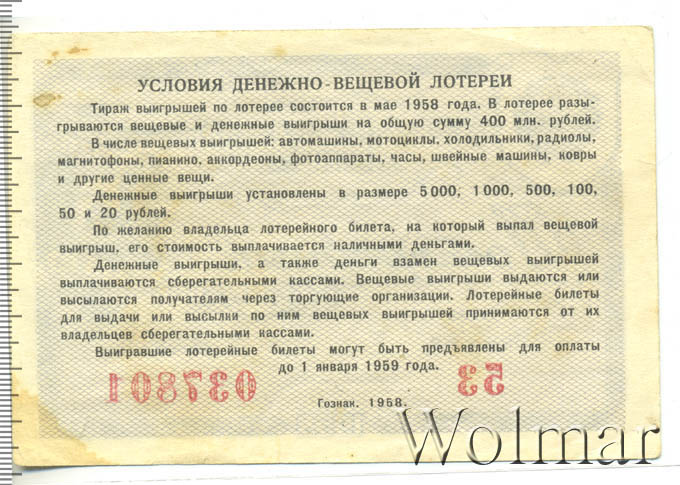 УСЛОВИЯ ДЕНЕЖНО-ВЕЩЕВОЙ ЛОТЕРЕИ
Тираж выигрышей по лотерее состоится в мае 1958 года. В лотерее разы-
грываются вещевые и денежные выигрыши на общую сумму 400 млн. рублей.
В числе вещевых выигрышей: автомашины, мотоциклы, холодильники, радиолы,
магнитофоны, пианино, аккордеоны, фотоаппараты, часы, швейные машины, ковры
и другие ценные вещи.
Денежные выигрыши установлены в размере 5 000, 1 000, 500, 100,
50 и 20 рублей.
По желанию владельца лотерейного билета, на который выпал вещевой
выигрыш, его стоимость выплачивается наличными деньгами.
Денежные выигрыши, а также деньги взамен вещевых выигрышей
выплачиваются сберегательными кассами. Вещевые выигрыши выдаются или
высылаются получателям через торгующие организации. Лотерейные билеты
для выдачи или высылки по ним вещевых выигрышей принимаются от их
владельцев сберегательными кассами.
Выигравшие лотерейные билеты могут быть предъявлены для оплаты
до 1 января 1959 года.
037801 53
Гознак. 1958.
Wolmar